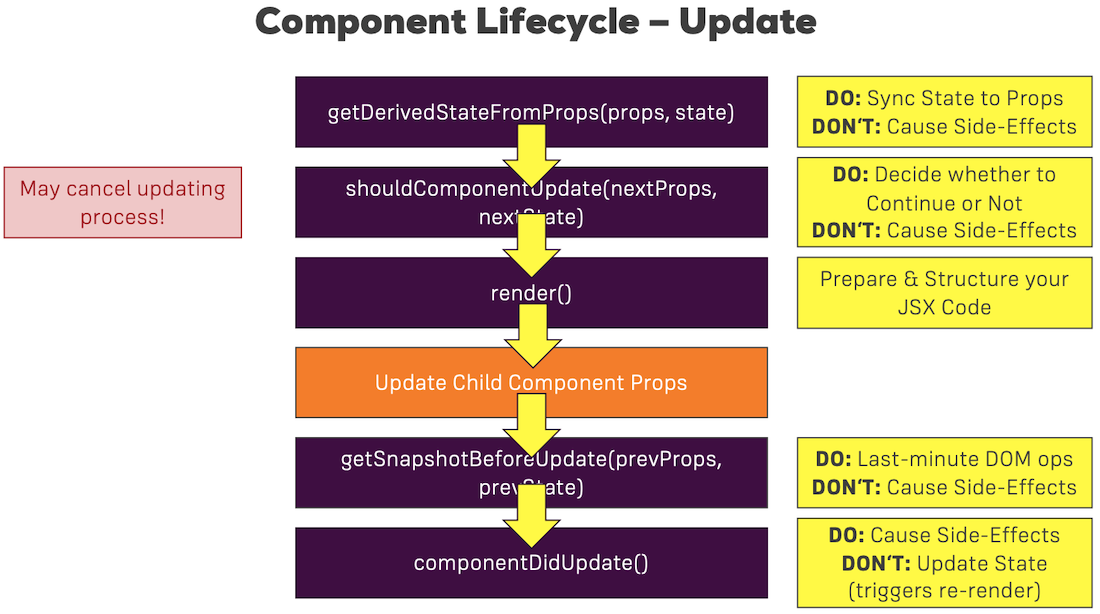 Component Lifecycle – Update
getDerivedStateFromProps(props, state)
DO: Sync State to Props
DON‘T: Cause Side-Effects
May cancel updating
process!
shouldComponentUpdate(nextProps,
nextState)
DO: Decide whether to
Continue or Not
DON‘T: Cause Side-Effects
render()
Prepare & Structure your
JSX Code
Update Child Component Props
getSnapshotBeforeUpdate(prevProps,
prevState)
DO: Last-minute DOM ops
DON‘T: Cause Side-Effects
componentDidUpdate()
DO: Cause Side-Effects
DON‘T: Update State
(triggers re-render)